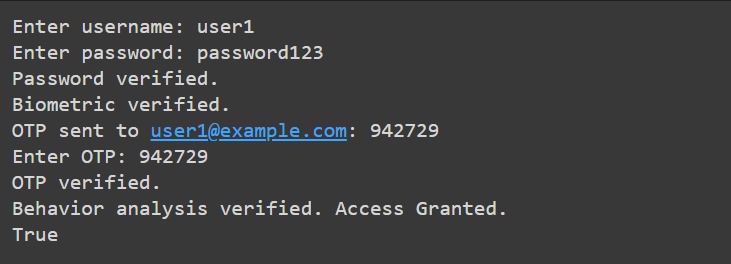 Enter username: user1
Enter password: password123
Password verified.
Biometric verified.
OTP sent to user1@example.com: 942729
Enter OTP: 942729
OTP verified.
Behavior analysis verified. Access Granted.
True